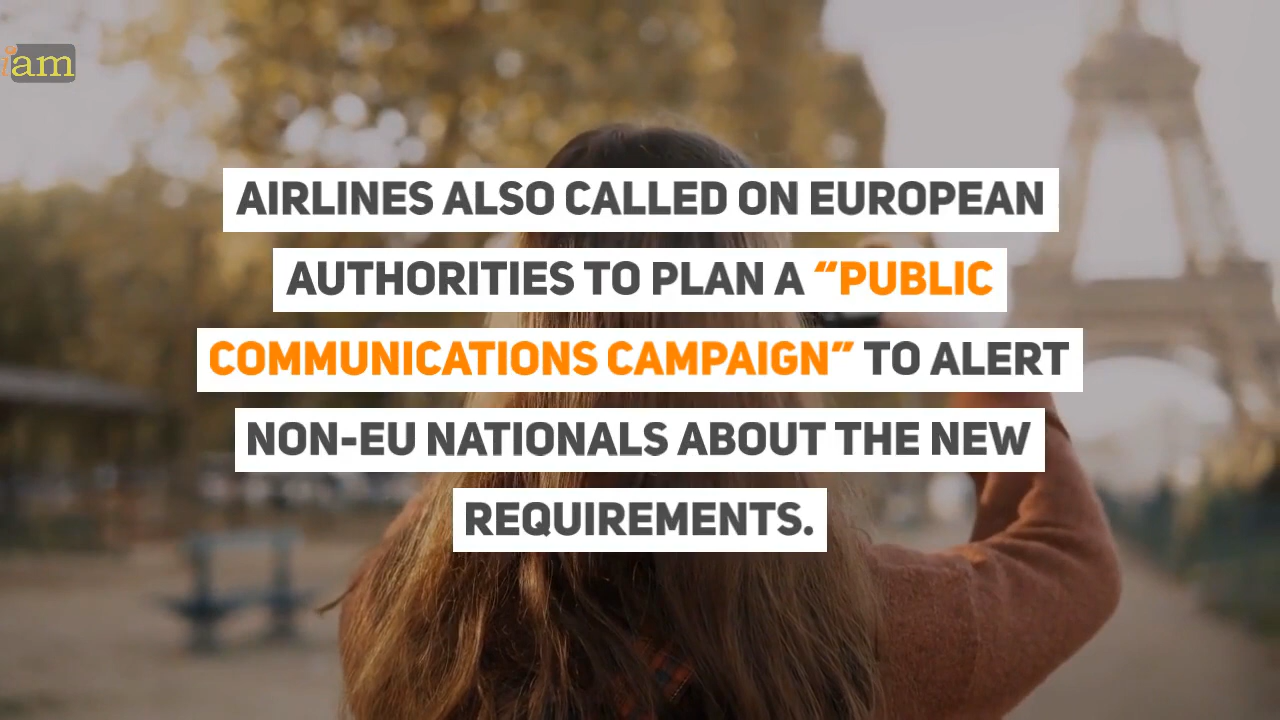 iam
AIRLINES ALSO CALLED ON EUROPEAN
AUTHORITIES TO PLAN A “PUBLIC
COMMUNICATIONS CAMPAIGN” TO ALERT
NON-EU NATIONALS ABOUT THE NEW
REQUIREMENTS.